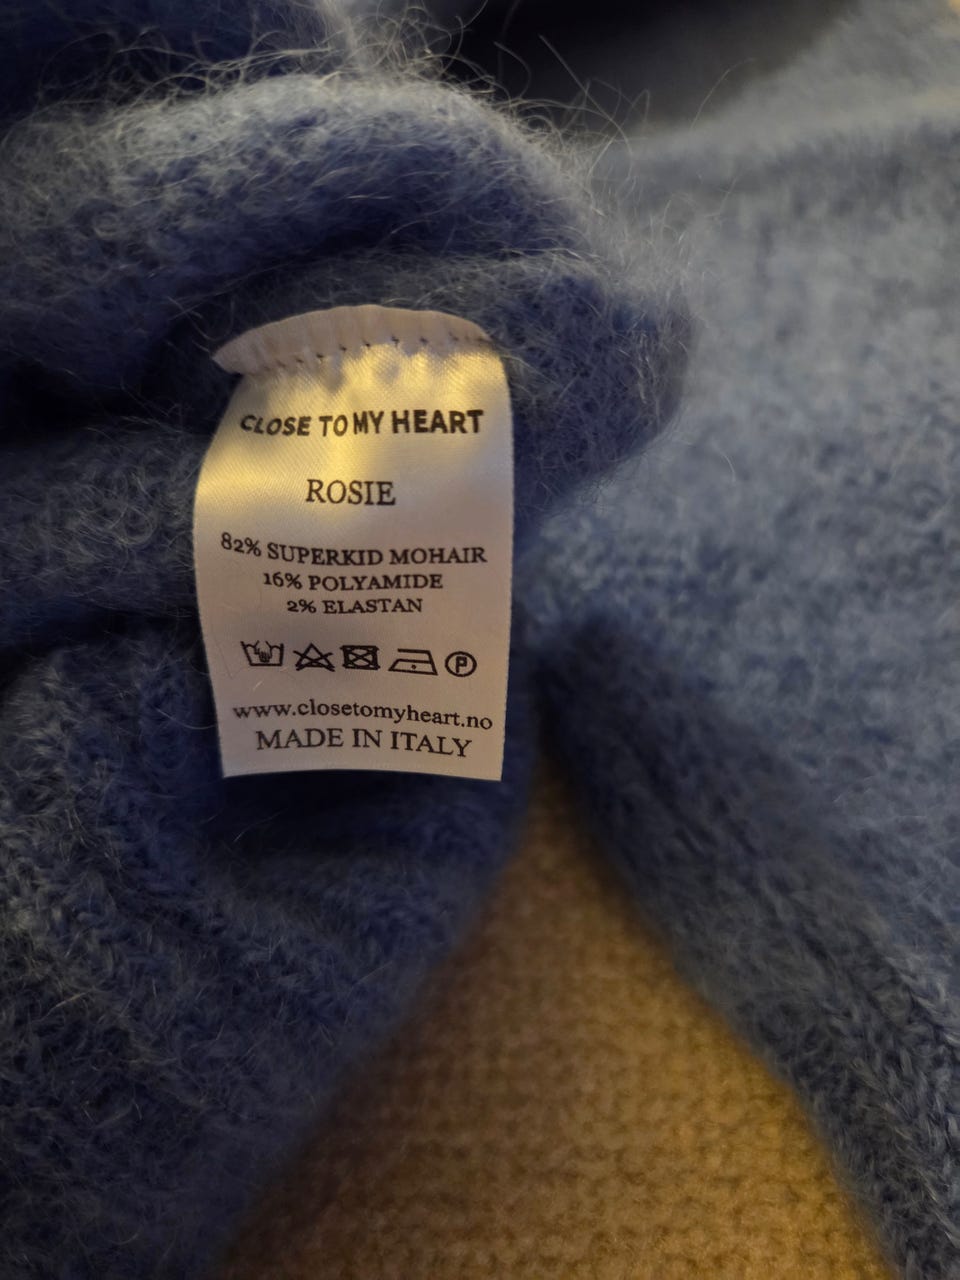 CLOSE TO MY HEART
ROSIE
82% SUPERKID MOHAIR
16% POLYAMIDE
2% ELASTAN
P
www.closetomyheart.no
MADE IN ITALY